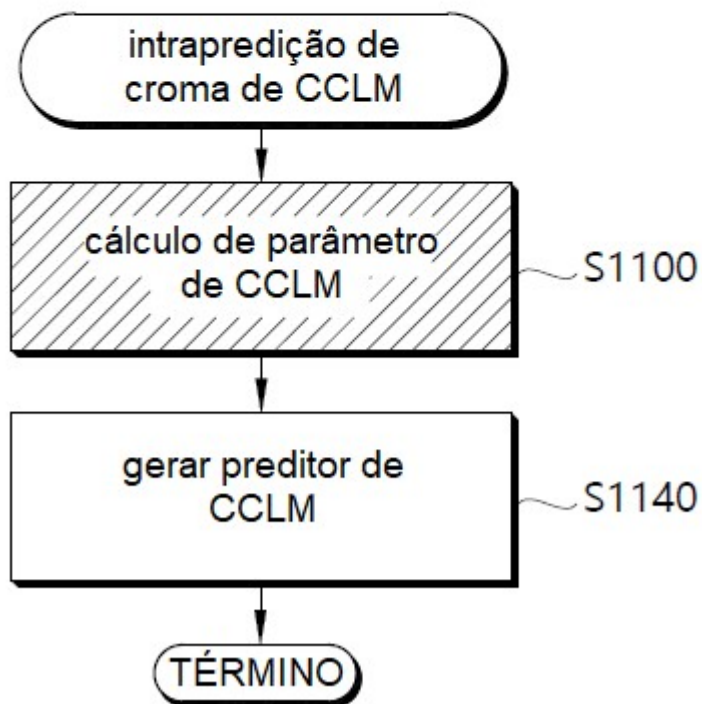 intrapredição de
croma de CCLM
cálculo de parâmetro
de CCLM
S1100
gerar preditor de
CCLM
S1140
TÉRMINO